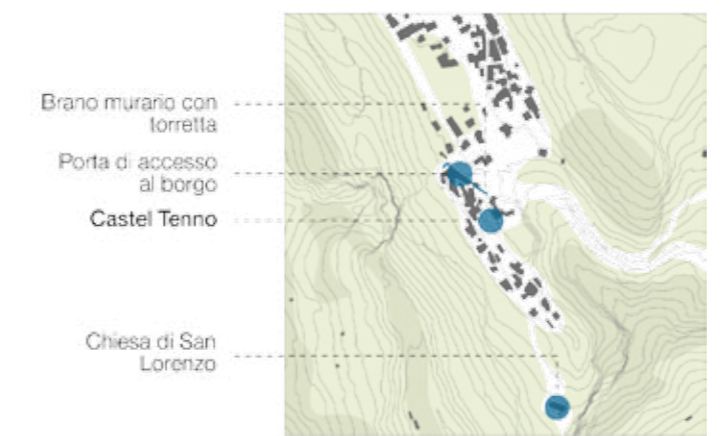 Brano murario con
torretta
Porta di accesso
al borgo
Castel Tenno
Chiesa di San
Lorenzo